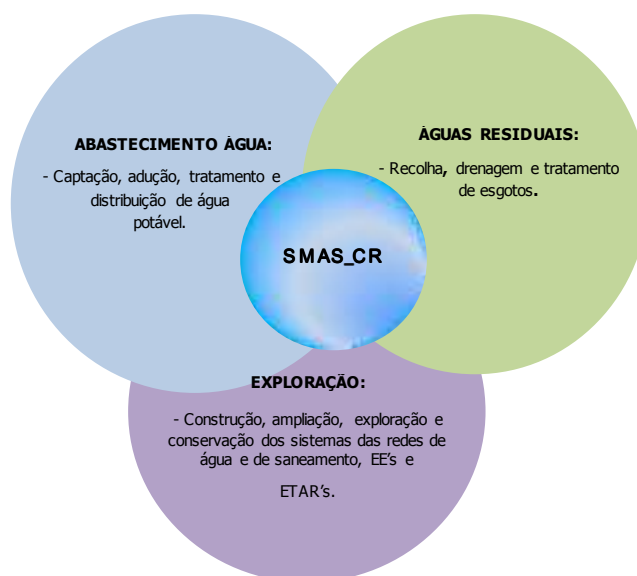 ABASTECIMENTO ÁGUA:
- Captação, adução, tratamento e
distribuição de água
potável.
ÁGUAS RESIDUAIS:
- Recolha, drenagem e tratamento
de esgotos.
SMAS_CR
EXPLORAÇÃO:
- Construção, ampliação, exploração e
conservação dos sistemas das redes de
água e de saneamento, EE’s e
ETAR’s.